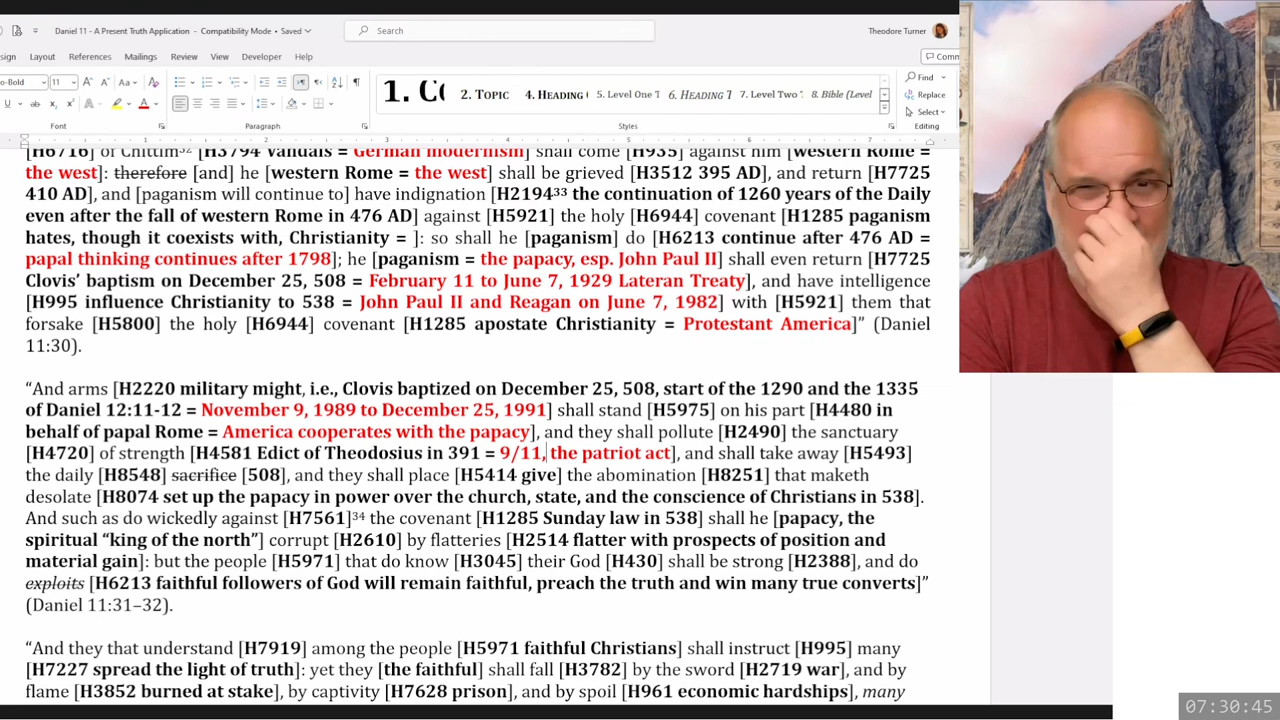 Daniel 11 - A Present Truth Application - Compatibility Mode • Saved
Search
Theodore Turner
sign Layout References Mailings Review View Developer Help
Comm
o-Bold 11
1. Co 2. Topic 4. Heading 5. Level One T 6. Heading T 7. Level Two 8. Bible (Level
Find
Replace
Select
Font Paragraph Styles Editing
1 2 3 4 5 6 7
[H6716] of Chittim³² [H3794 Vandals = German modernism] shall come [H935] against him [western Rome =
the west]: therefore [and] he [western Rome = the west] shall be grieved [H3512 395 AD], and return [H7725
410 AD], and [paganism will continue to] have indignation [H2194³³ the continuation of 1260 years of the Daily
even after the fall of western Rome in 476 AD] against [H5921] the holy [H6944] covenant [H1285 paganism
hates, though it coexists with, Christianity = ]: so shall he [paganism] do [H6213 continue after 476 AD =
papal thinking continues after 1798]; he [paganism = the papacy, esp. John Paul II] shall even return [H7725
Clovis’ baptism on December 25, 508 = February 11 to June 7, 1929 Lateran Treaty], and have intelligence
[H995 influence Christianity to 538 = John Paul II and Reagan on June 7, 1982] with [H5921] them that
forsake [H5800] the holy [H6944] covenant [H1285 apostate Christianity = Protestant America]” (Daniel
11:30).
“And arms [H2220 military might, i.e., Clovis baptized on December 25, 508, start of the 1290 and the 1335
of Daniel 12:11-12 = November 9, 1989 to December 25, 1991] shall stand [H5975] on his part [H4480 in
behalf of papal Rome = America cooperates with the papacy], and they shall pollute [H2490] the sanctuary
[H4720] of strength [H4581 Edict of Theodosius in 391 = 9/11, the patriot act], and shall take away [H5493]
the daily [H8548] sacrifice [508], and they shall place [H5414 give] the abomination [H8251] that maketh
desolate [H8074 set up the papacy in power over the church, state, and the conscience of Christians in 538].
And such as do wickedly against [H7561]³⁴ the covenant [H1285 Sunday law in 538] shall he [papacy, the
spiritual “king of the north”] corrupt [H2610] by flatteries [H2514 flatter with prospects of position and
material gain]: but the people [H5971] that do know [H3045] their God [H430] shall be strong [H2388], and do
exploits [H6213 faithful followers of God will remain faithful, preach the truth and win many true converts]”
(Daniel 11:31–32).
“And they that understand [H7919] among the people [H5971 faithful Christians] shall instruct [H995] many
[H7227 spread the light of truth]: yet they [the faithful] shall fall [H3782] by the sword [H2719 war], and by
flame [H3852 burned at stake], by captivity [H7628 prison], and by spoil [H961 economic hardships], many
07:30:45